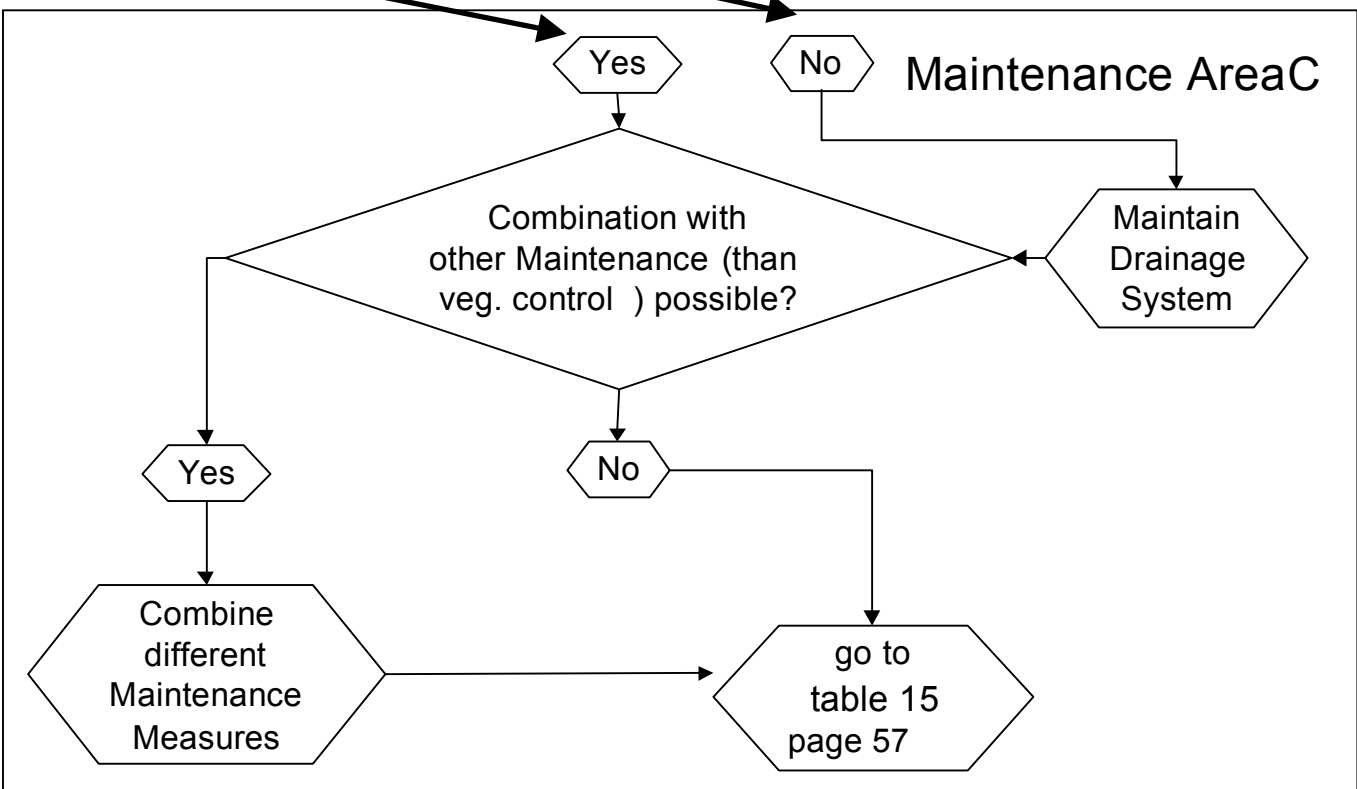 Yes
No
Maintenance AreaC
Combination with
other Maintenance (than
veg. control ) possible?
Maintain
Drainage
System
Yes
No
Combine
different
Maintenance
Measures
go to
table 15
page 57